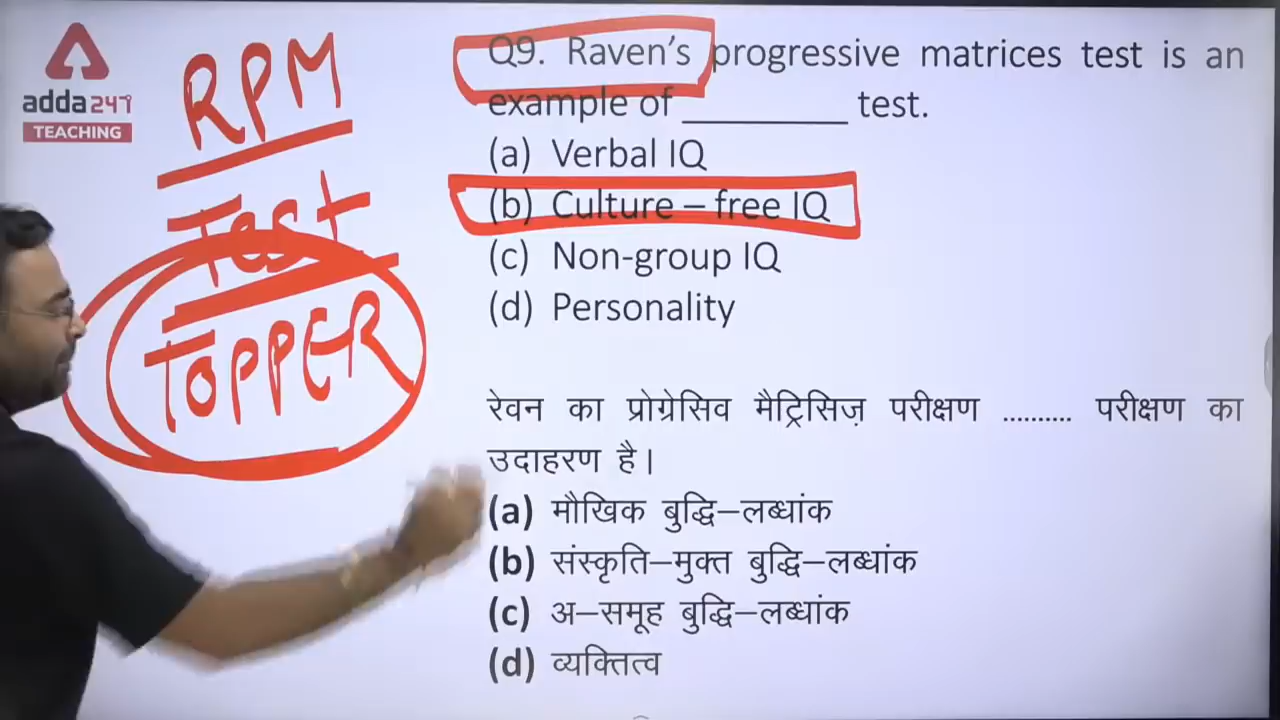 adda247
TEACHING
RPM
Test
TOPPER
Q9. Raven's progressive matrices test is an
example of _________ test.
(a) Verbal IQ
(b) Culture – free IQ
(c) Non-group IQ
(d) Personality
रेवन का प्रोग्रेसिव मैट्रिसिज़ परीक्षण .......... परीक्षण का
उदाहरण है।
(a) मौखिक बुद्धि–लब्धांक
(b) संस्कृति–मुक्त बुद्धि–लब्धांक
(c) अ–समूह बुद्धि–लब्धांक
(d) व्यक्तित्व